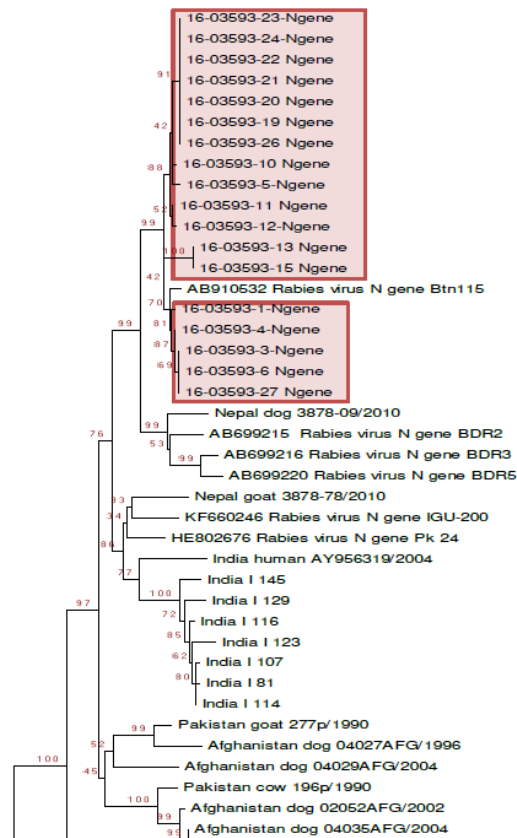 16-03593-23-Ngene
16-03593-24-Ngene
16-03593-22 Ngene
91
16-03593-21 Ngene
16-03593-20 Ngene
16-03593-19 Ngene
42
16-03593-26 Ngene
16-03593-10 Ngene
88
16-03593-5-Ngene
16-03593-11 Ngene
52
99
16-03593-12-Ngene
16-03593-13 Ngene
100
16-03593-15 Ngene
42
AB910532 Rabies virus N gene Btn115
70
16-03593-1-Ngene
99
81
16-03593-4-Ngene
87
16-03593-3-Ngene
69
16-03593-6 Ngene
16-03593-27 Ngene
Nepal dog 3878-09/2010
99
76
AB699215 Rabies virus N gene BDR2
53
AB699216 Rabies virus N gene BDR3
99
AB699220 Rabies virus N gene BDR5
Nepal goat 3878-78/2010
33
34
KF660246 Rabies virus N gene IGU-200
HE802676 Rabies virus N gene Pk 24
86
India human AY956319/2004
77
India I 145
100
India I 129
97
72
India I 116
85
India I 123
62
India I 107
80
India I 81
India I 114
Pakistan goat 277p/1990
99
52
Afghanistan dog 04027AFG/1996
100
Afghanistan dog 04029AFG/2004
45
Pakistan cow 196p/1990
100
Afghanistan dog 02052AFG/2002
99
Afghanistan dog 04035AFG/2004
99